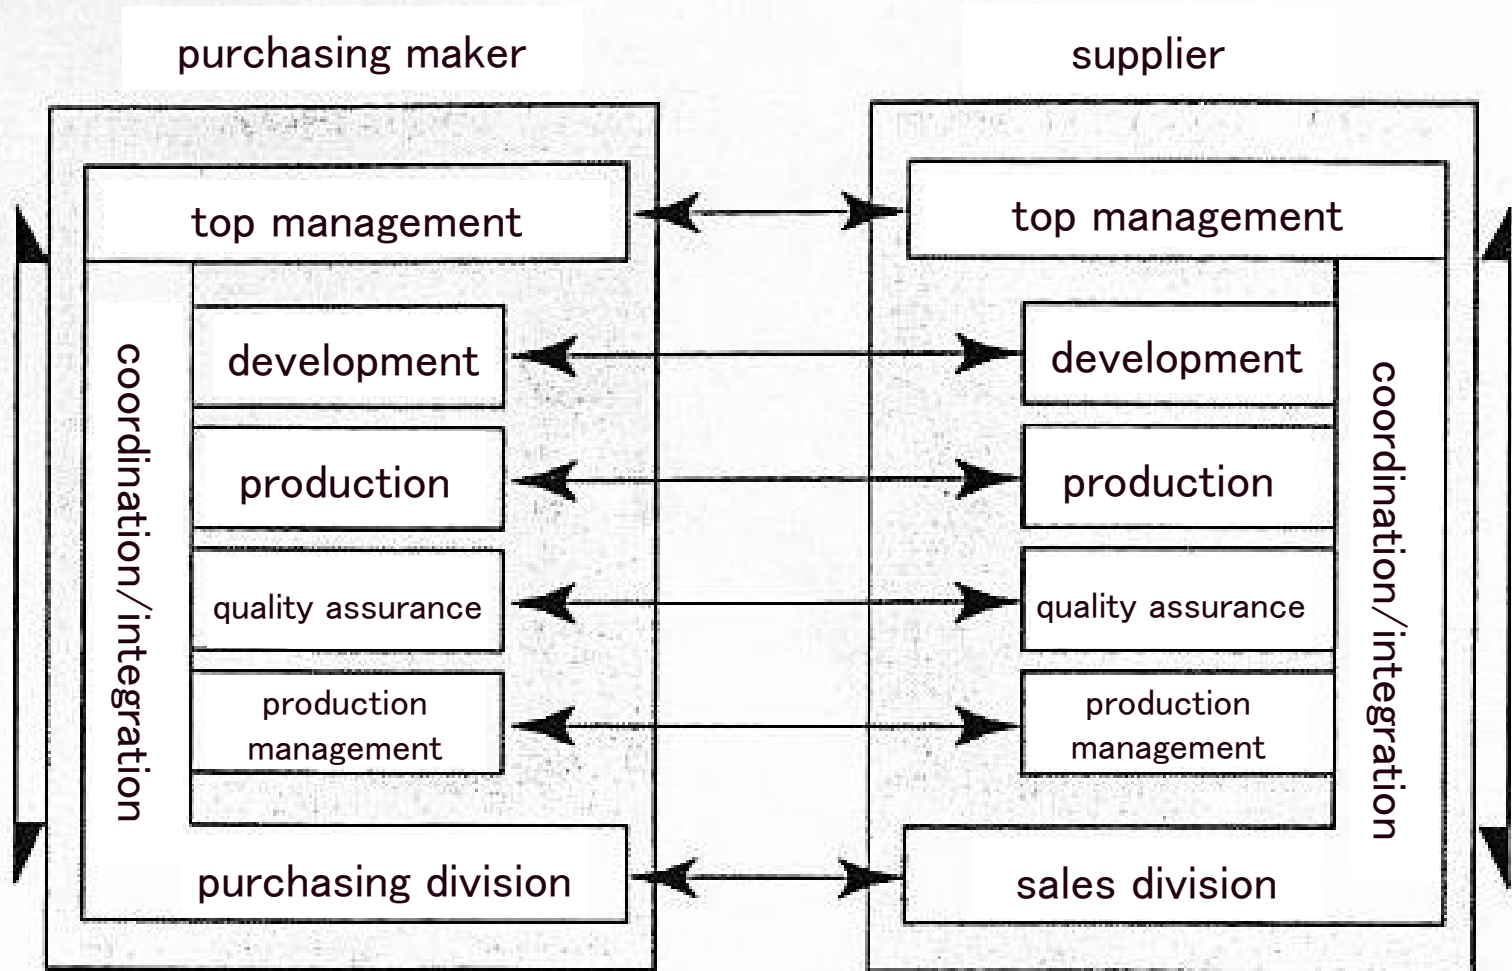 purchasing maker
supplier
top management
top management
coordination/integration
development
development
coordination/integration
production
production
quality assurance
quality assurance
production
management
production
management
purchasing division
sales division